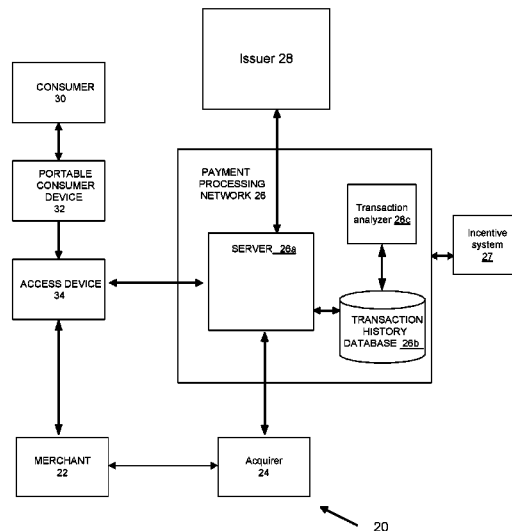 Issuer 28
CONSUMER
30
PORTABLE
CONSUMER
DEVICE
32
ACCESS DEVICE
34
PAYMENT
PROCESSING
NETWORK 26
SERVER 26a
Transaction
analyzer 26c
TRANSACTION
HISTORY
DATABASE 26b
Incentive
system
27
MERCHANT
22
Acquirer
24
20